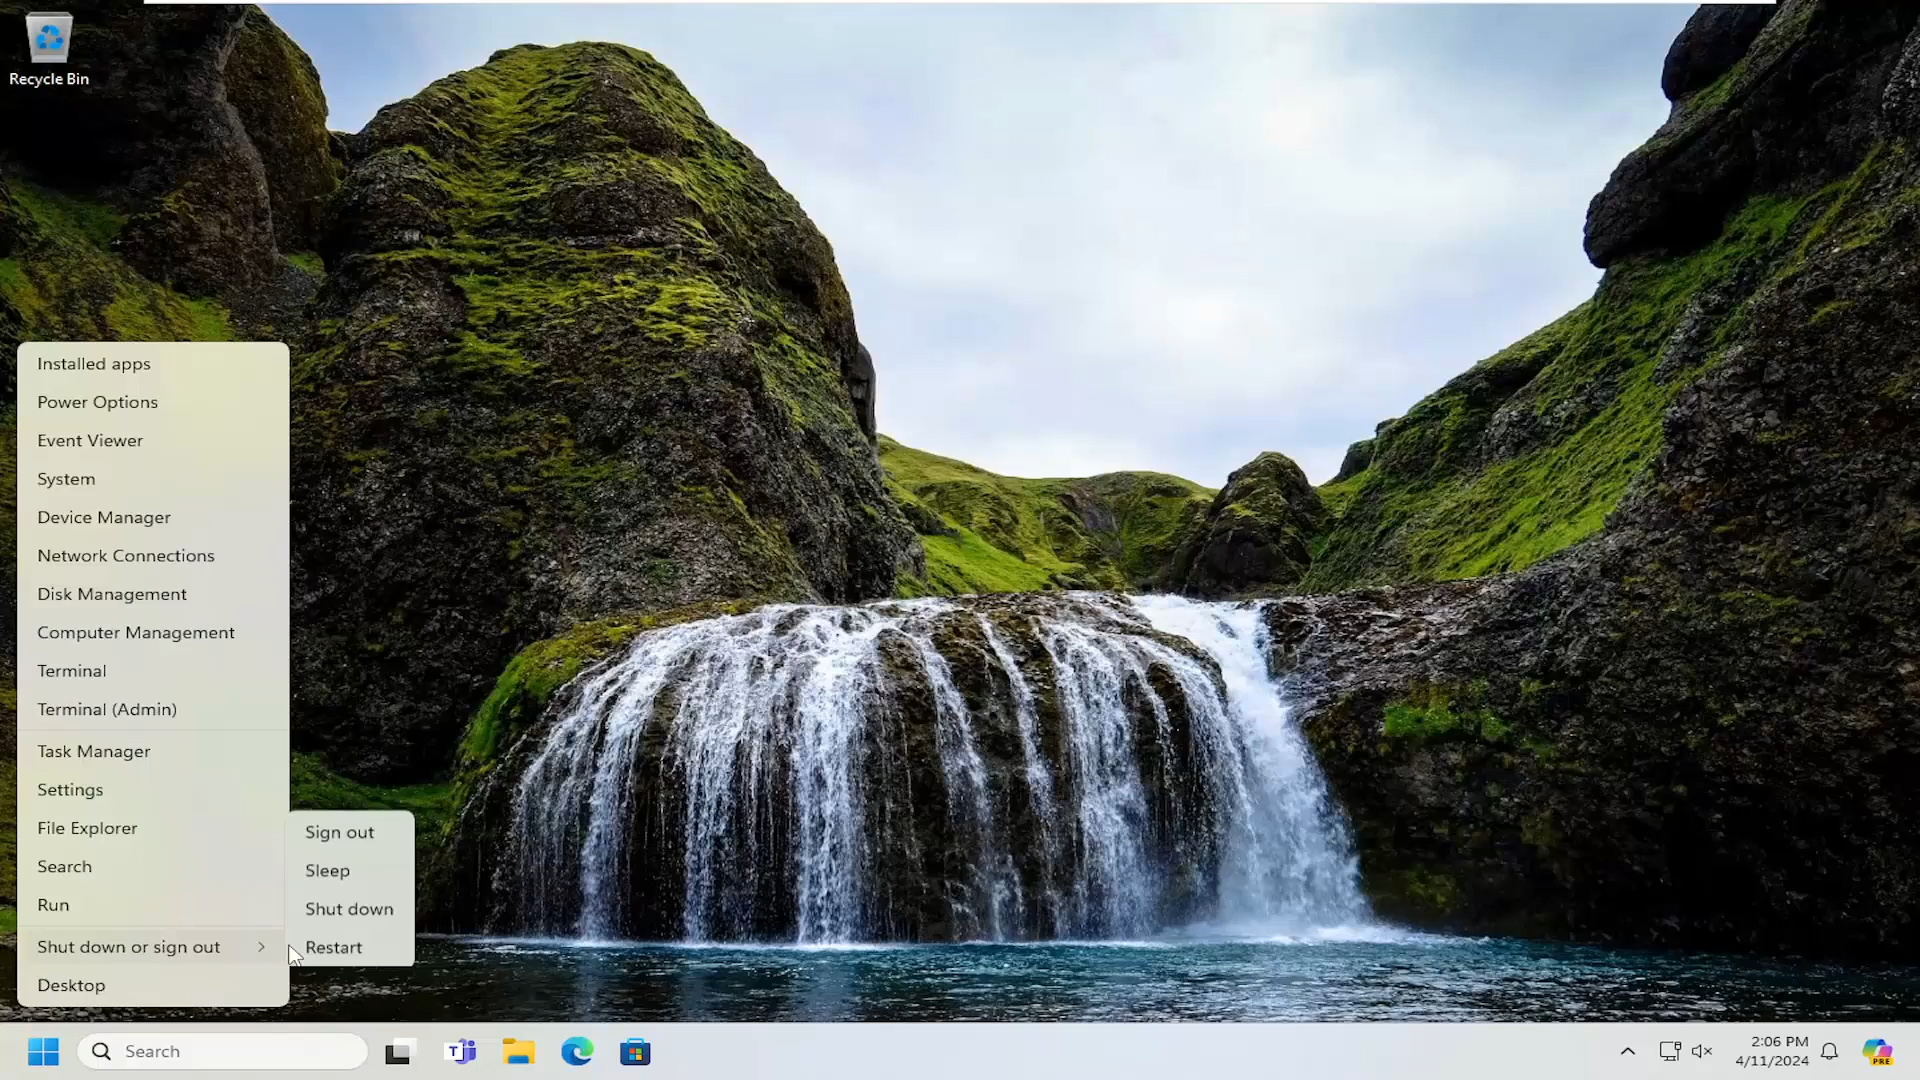 Recycle Bin
Installed apps
Power Options
Event Viewer
System
Device Manager
Network Connections
Disk Management
Computer Management
Terminal
Terminal (Admin)
Task Manager
Settings
File Explorer
Search
Run
Shut down or sign out
Desktop
Sign out
Sleep
Shut down
Restart
Search
T
2:06 PM
4/11/2024
PRE